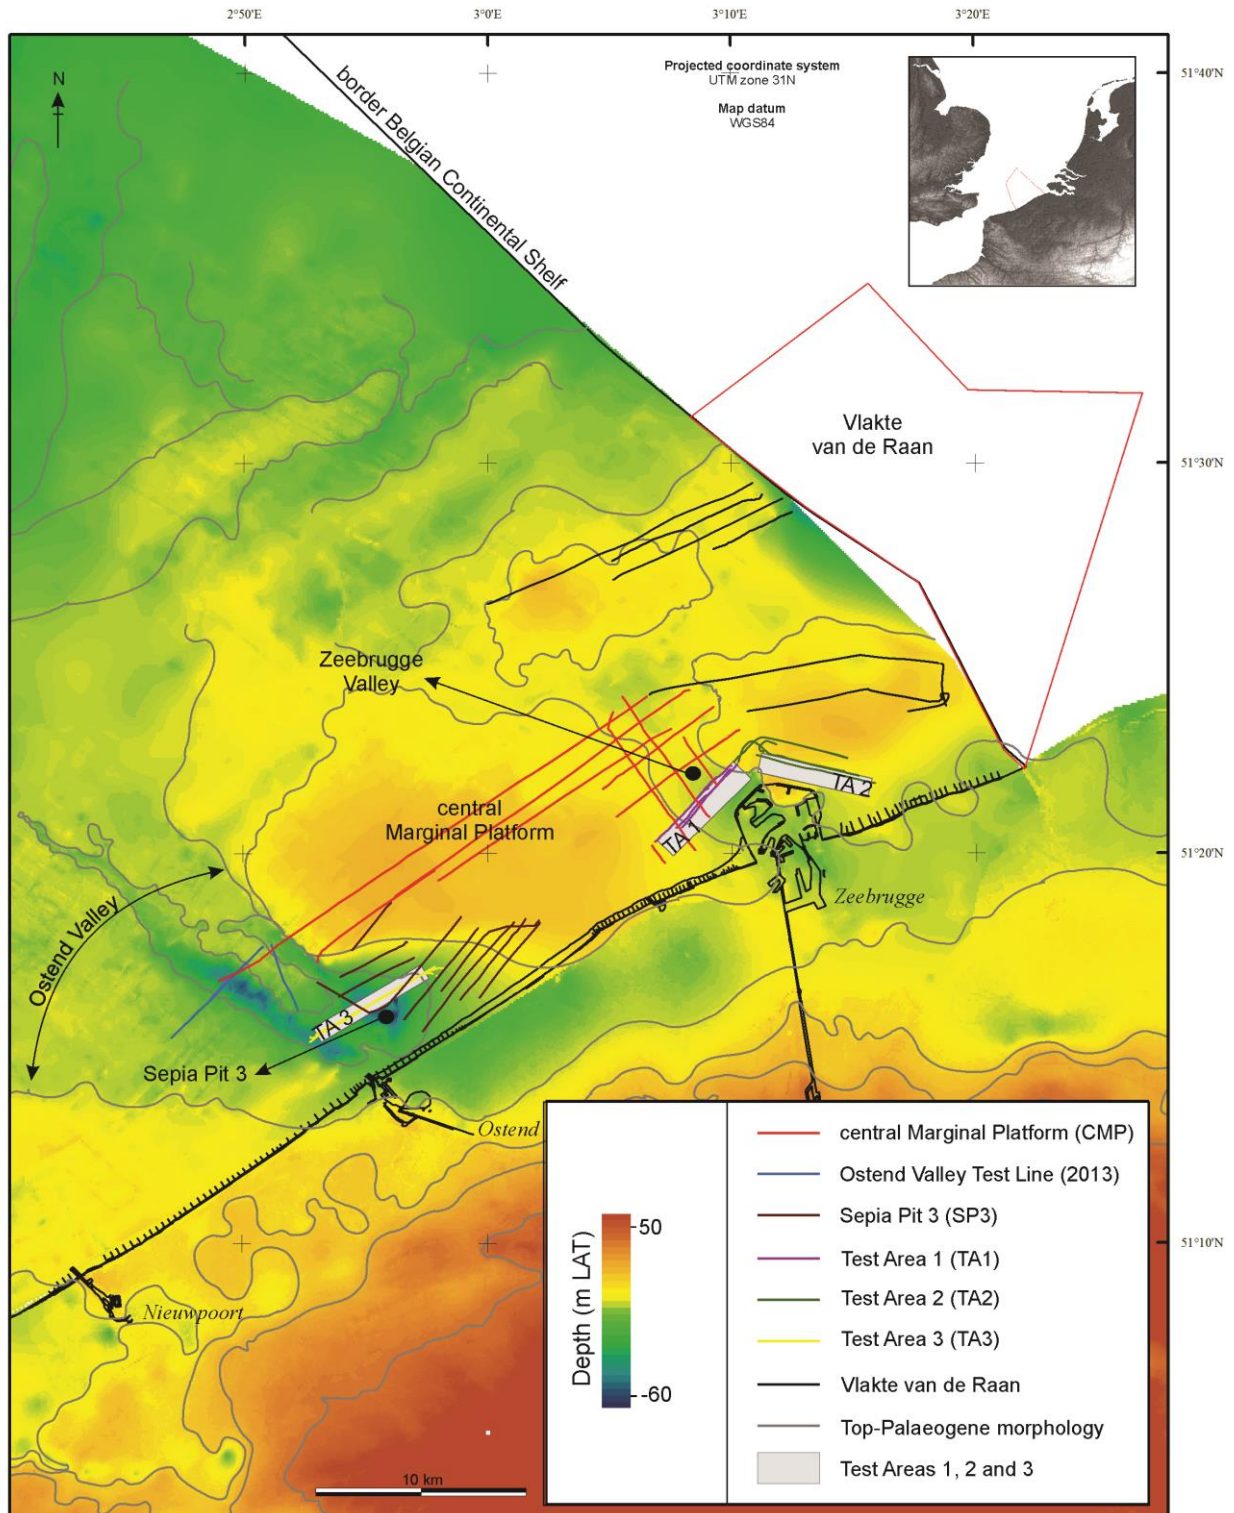 2°50'E
3°0'E
3°10'E
3°20'E
51°40'N
N
border Belgian Continental Shelf
Projected coordinate system
UTM zone 31N
Map datum
WGS84
Vlakte
van de Raan
51°30'N
Zeebrugge
Valley
TA 2
central
Marginal Platform
TA 1
51°20'N
Zeebrugge
Ostend Valley
TA 3
Sepia Pit 3
Ostend
51°10'N
Nieuwpoort
10 km
Depth (m LAT)
50
-60
central Marginal Platform (CMP)
Ostend Valley Test Line (2013)
Sepia Pit 3 (SP3)
Test Area 1 (TA1)
Test Area 2 (TA2)
Test Area 3 (TA3)
Vlakte van de Raan
Top-Palaeogene morphology
Test Areas 1, 2 and 3